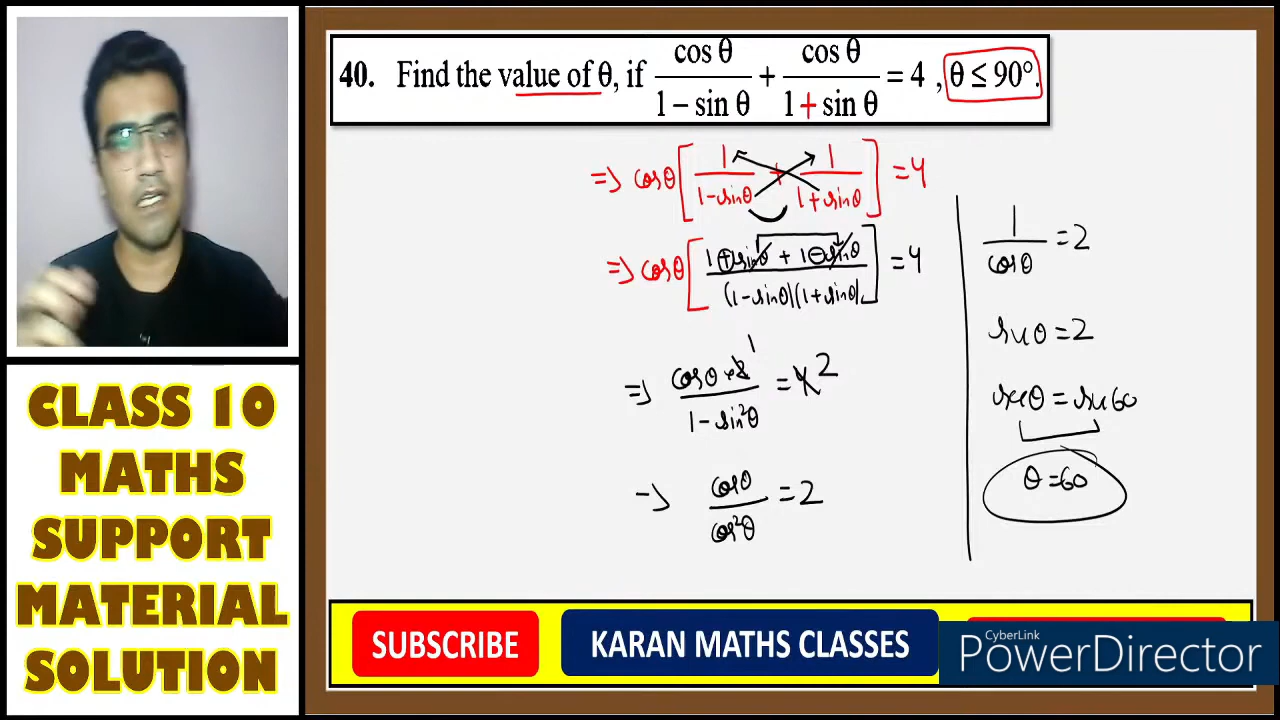 40. Find the value of θ, if cos θ / (1 − sin θ) + cos θ / (1 + sin θ) = 4 , θ ≤ 90°.
⇒ cosθ [ 1 / (1-sinθ) + 1 / (1+sinθ) ] = 4
⇒ cosθ [ (1+sinθ + 1-sinθ) / (1-sinθ)(1+sinθ) ] = 4
⇒ cosθ × 2 1 / (1-sin²θ) = 4 2
⇒ cosθ / cos²θ = 2
1 / cosθ = 2
secθ = 2
secθ = sec60
θ = 60
CLASS 10
MATHS
SUPPORT
MATERIAL
SOLUTION
SUBSCRIBE
KARAN MATHS CLASSES
CyberLink
PowerDirector